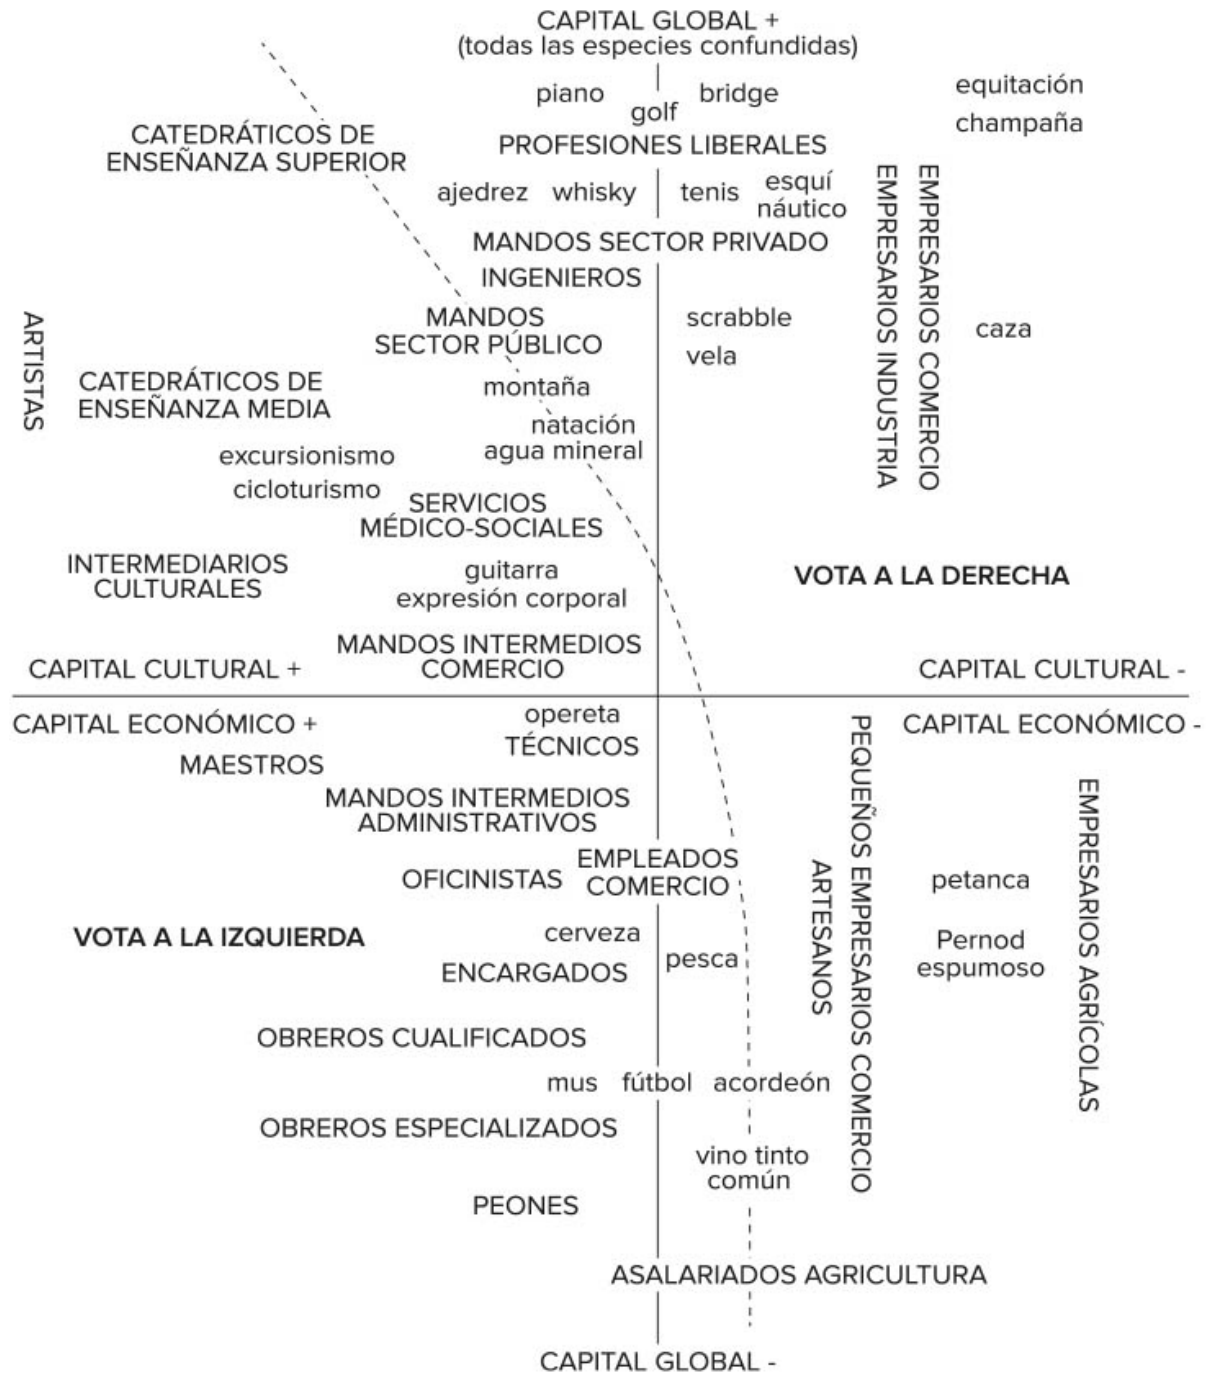 CAPITAL GLOBAL +
(todas las especies confundidas)
piano
bridge
golf
equitación
champaña
CATEDRÁTICOS DE
ENSEÑANZA SUPERIOR
PROFESIONES LIBERALES
ajedrez
whisky
tenis
esquí
náutico
EMPRESARIOS INDUSTRIA
EMPRESARIOS COMERCIO
MANDOS SECTOR PRIVADO
INGENIEROS
ARTISTAS
MANDOS
SECTOR PÚBLICO
scrabble
vela
caza
CATEDRÁTICOS DE
ENSEÑANZA MEDIA
montaña
natación
agua mineral
excursionismo
cicloturismo
SERVICIOS
MÉDICO-SOCIALES
INTERMEDIARIOS
CULTURALES
guitarra
expresión corporal
VOTA A LA DERECHA
MANDOS INTERMEDIOS
COMERCIO
CAPITAL CULTURAL +
CAPITAL CULTURAL -
CAPITAL ECONÓMICO +
CAPITAL ECONÓMICO -
opereta
TÉCNICOS
MAESTROS
MANDOS INTERMEDIOS
ADMINISTRATIVOS
PEQUEÑOS EMPRESARIOS COMERCIO
EMPRESARIOS AGRÍCOLAS
ARTESANOS
OFICINISTAS
EMPLEADOS
COMERCIO
petanca
VOTA A LA IZQUIERDA
cerveza
pesca
Pernod
espumoso
ENCARGADOS
OBREROS CUALIFICADOS
mus
fútbol
acordeón
OBREROS ESPECIALIZADOS
vino tinto
común
PEONES
ASALARIADOS AGRICULTURA
CAPITAL GLOBAL -